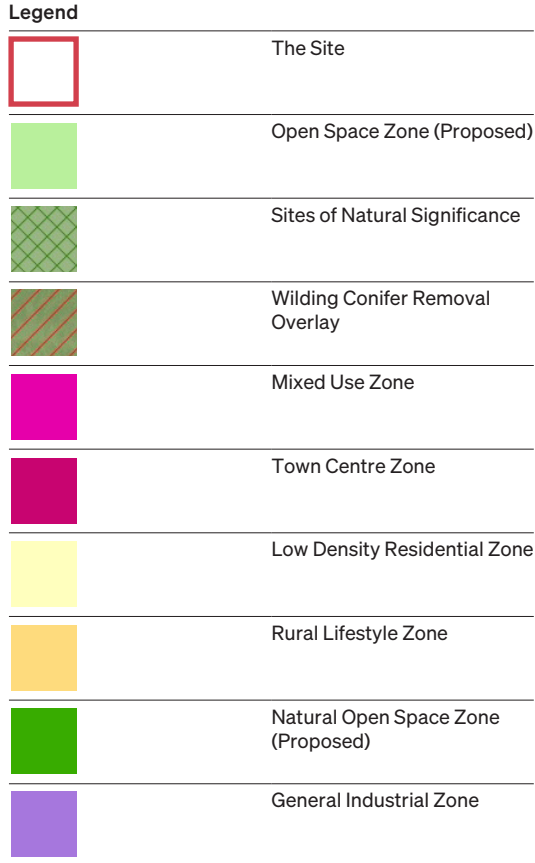 Legend
The Site
Open Space Zone (Proposed)
Sites of Natural Significance
Wilding Conifer Removal
Overlay
Mixed Use Zone
Town Centre Zone
Low Density Residential Zone
Rural Lifestyle Zone
Natural Open Space Zone
(Proposed)
General Industrial Zone